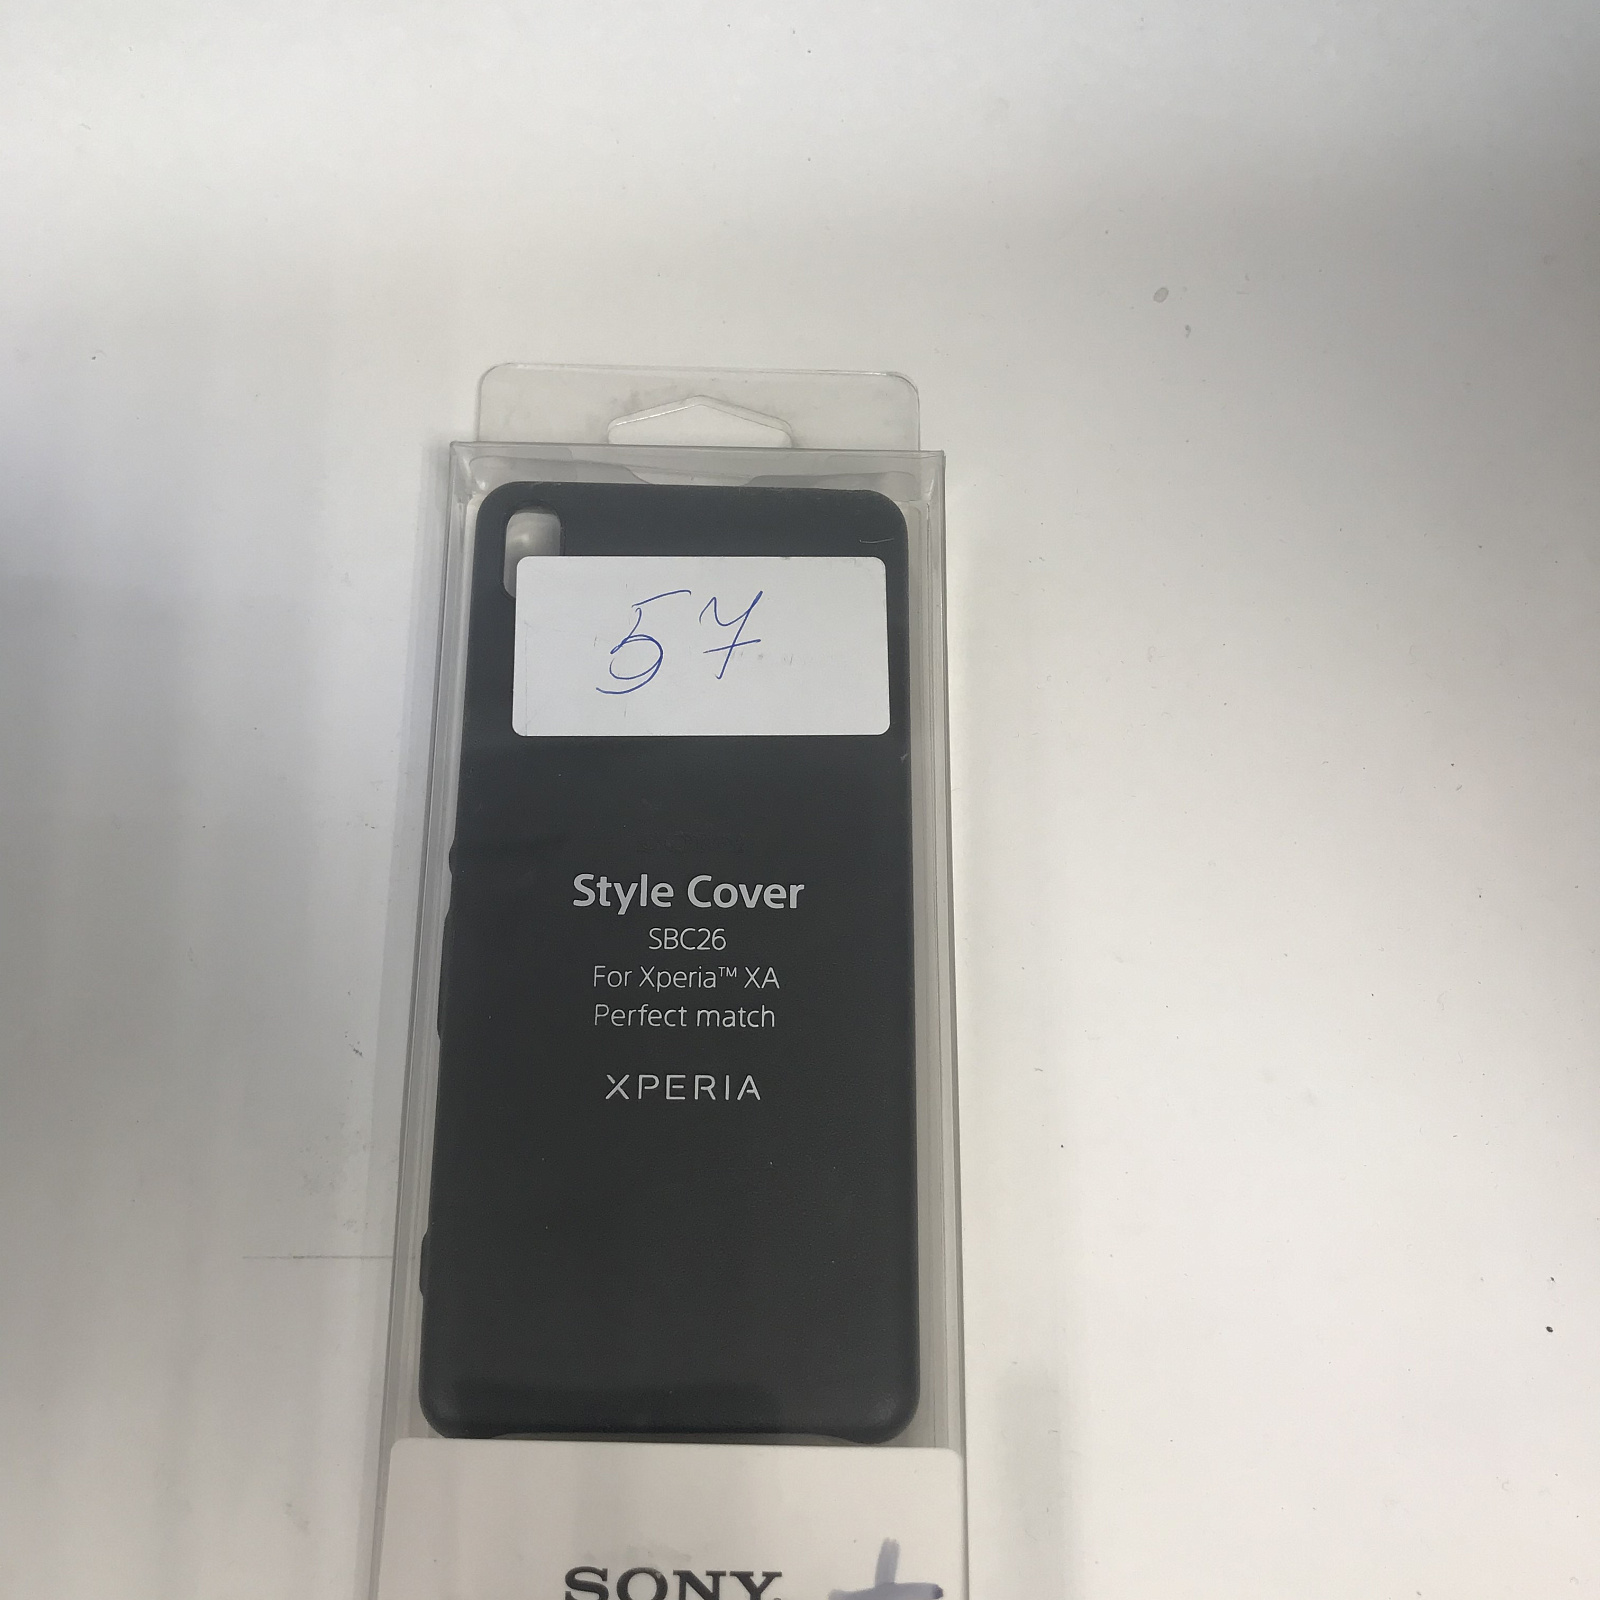 57
Style Cover
SBC26
For Xperia™ XA
Perfect match
XPERIA
SONY